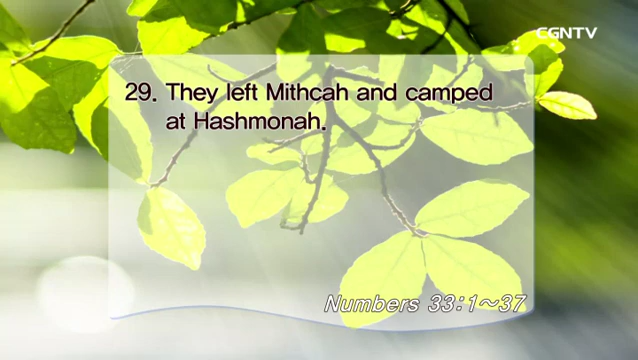 CGNTV
29. They left Mithcah and camped
at Hashmonah.
Numbers 33:1~37